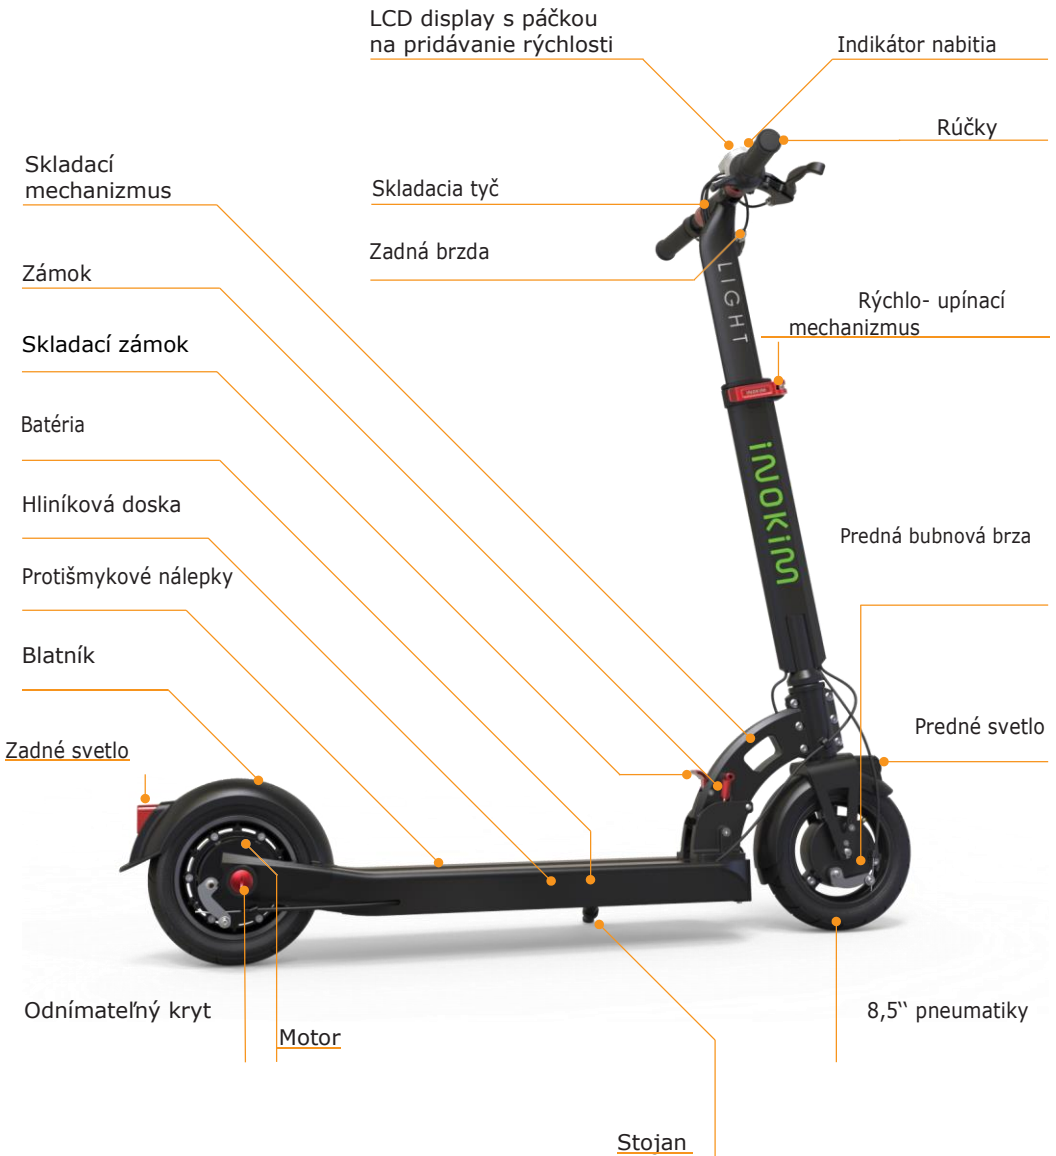 LCD display s páčkou
na pridávanie rýchlosti
Indikátor nabitia
Rúčky
Skladací
mechanizmus
Skladacia tyč
Zadná brzda
Zámok
Rýchlo- upínací
mechanizmus
Skladací zámok
Batéria
Hliníková doska
Protišmykové nálepky
Blatník
Zadné svetlo
Predná bubnová brza
Predné svetlo
LIGHT
iNOKiM
Odnímateľný kryt
Motor
8,5‘‘ pneumatiky
Stojan